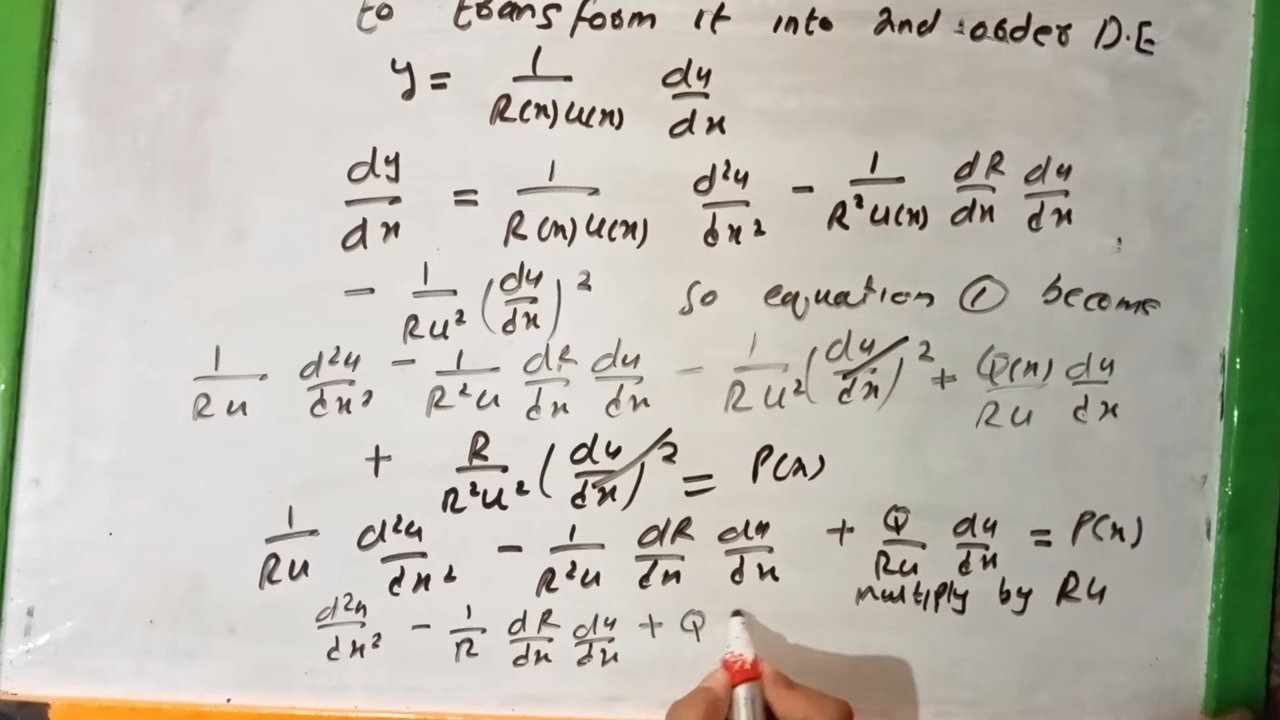 to transform it into 2nd order D.E
y = 1/R(x)u(x) du/dx
dy/dx = 1/R(x)u(x) d²u/dx² - 1/R²u(x) dR/dx du/dx
- 1/Ru² (du/dx)² so equation ① become
1/Ru d²u/dx² - 1/R²u dR/dx du/dx - 1/Ru² (du/dx)² + Q(x)/Ru du/dx
+ R/R²u² (du/dx)² = P(x)
1/Ru d²u/dx² - 1/R²u dR/dx du/dx + Q/Ru du/dx = P(x)
multiply by Ru
d²u/dx² - 1/R dR/dx du/dx + Q